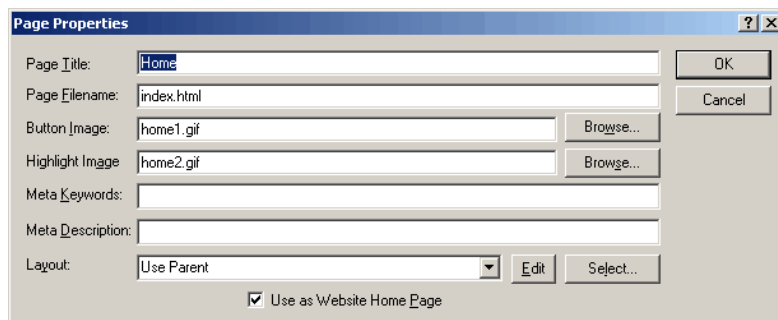 Page Properties
Page Title: Home OK
Page Filename: index.html Cancel
Button Image: home1.gif Browse...
Highlight Image home2.gif Browse...
Meta Keywords:
Meta Description:
Layout: Use Parent Edit Select...
Use as Website Home Page